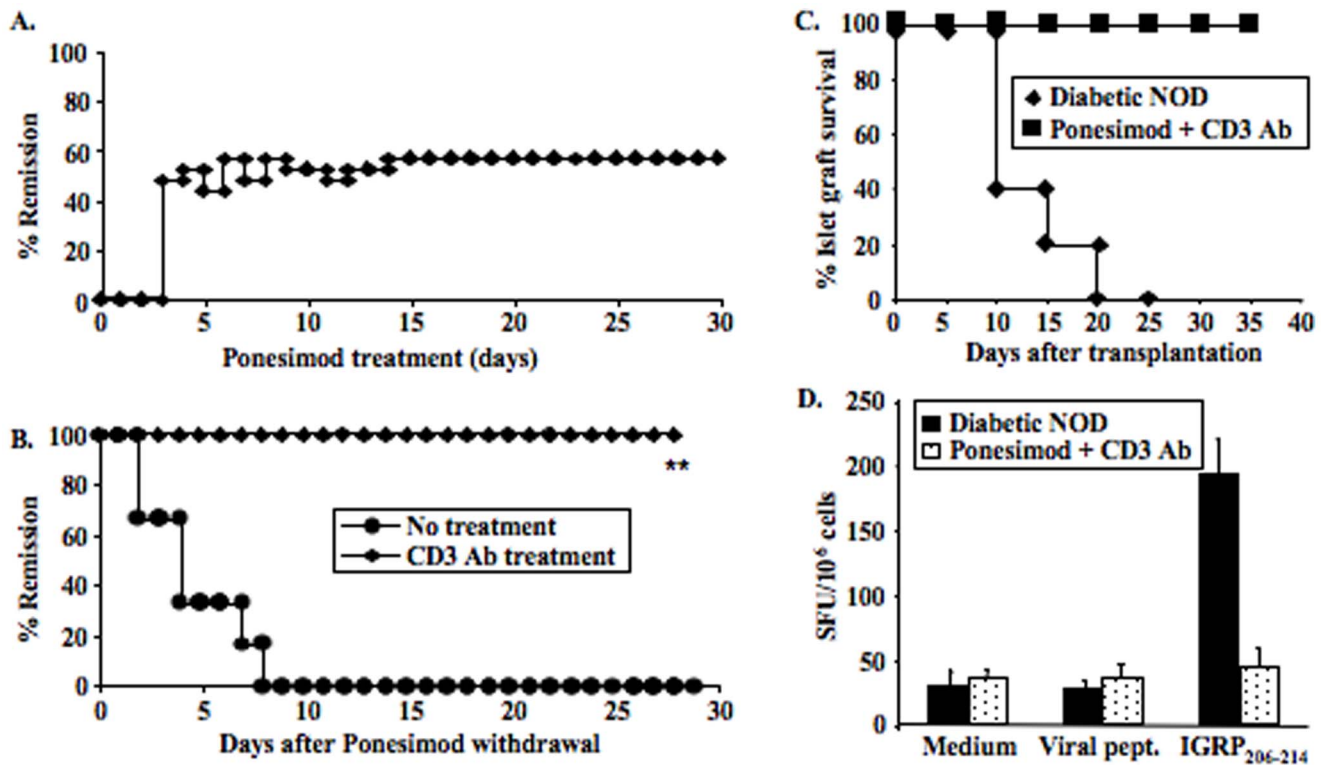 A.
100
80
60
40
20
0
% Remission
0 5 10 15 20 25 30
Ponesimod treatment (days)
B.
100
80
60
40
20
0
% Remission
**
No treatment
CD3 Ab treatment
0 5 10 15 20 25 30
Days after Ponesimod withdrawal
C.
100
80
60
40
20
0
% Islet graft survival
Diabetic NOD
Ponesimod + CD3 Ab
0 5 10 15 20 25 30 35 40
Days after transplantation
D.
250
200
150
100
50
0
SFU/10⁶ cells
Diabetic NOD
Ponesimod + CD3 Ab
Medium Viral pept. IGRP₂₀₆₋₂₁₄